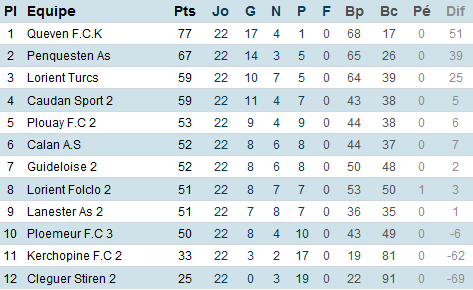 Pl Equipe Pts Jo G N P F Bp Bc Pé Dif
1 Queven F.C.K 77 22 17 4 1 0 68 17 0 51
2 Penquesten As 67 22 14 3 5 0 65 26 0 39
3 Lorient Turcs 59 22 10 7 5 0 64 39 0 25
4 Caudan Sport 2 59 22 11 4 7 0 43 38 0 5
5 Plouay F.C 2 53 22 9 4 9 0 44 38 0 6
6 Calan A.S 52 22 8 6 8 0 44 37 0 7
7 Guideloise 2 52 22 8 6 8 0 50 48 0 2
8 Lorient Folclo 2 51 22 8 7 7 0 53 50 1 3
9 Lanester As 2 51 22 7 8 7 0 36 35 0 1
10 Ploemeur F.C 3 50 22 8 4 10 0 43 49 0 -6
11 Kerchopine F.C 2 33 22 3 2 17 0 19 81 0 -62
12 Cleguer Stiren 2 25 22 0 3 19 0 22 91 0 -69